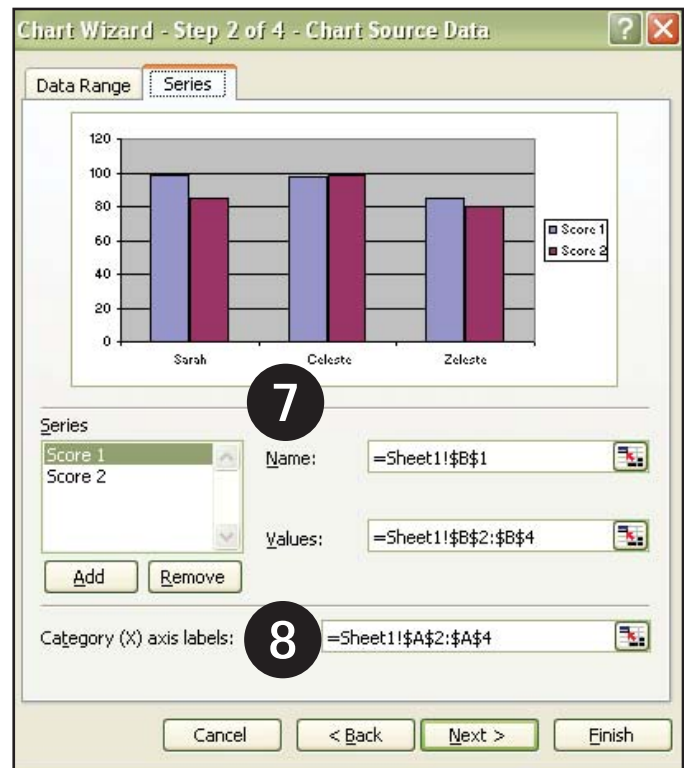 Chart Wizard - Step 2 of 4 - Chart Source Data
Data Range Series
120
100
80
60
40
20
0
Sarah Celeste Zeleste
Score 1
Score 2
7
Series
Score 1
Score 2
Name: =Sheet1!$B$1
Values: =Sheet1!$B$2:$B$4
Add Remove
Category (X) axis labels: 8 =Sheet1!$A$2:$A$4
Cancel < Back Next > Finish